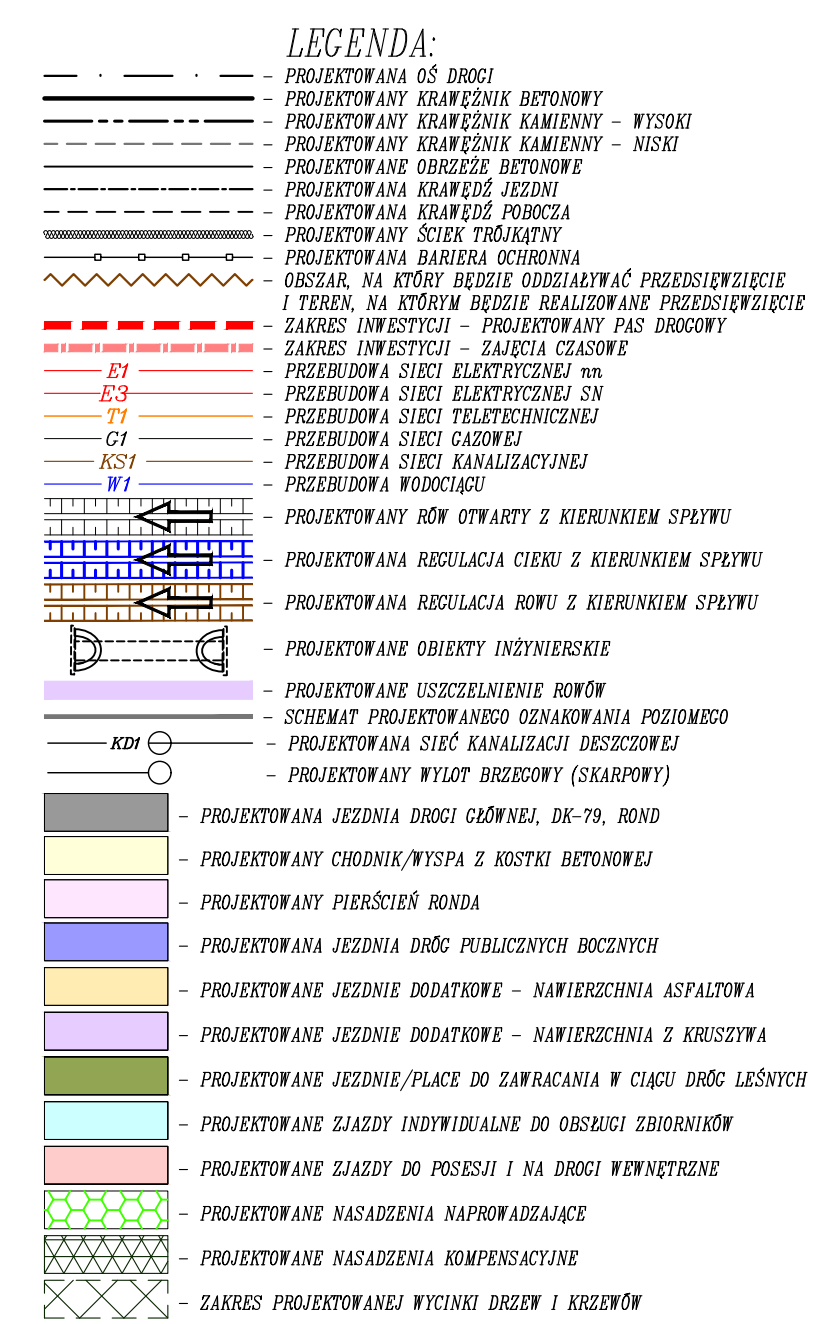 LEGENDA:
- PROJEKTOWANA OŚ DROGI
- PROJEKTOWANY KRAWĘŻNIK BETONOWY
- PROJEKTOWANY KRAWĘŻNIK KAMIENNY - WYSOKI
- PROJEKTOWANY KRAWĘŻNIK KAMIENNY - NISKI
- PROJEKTOWANE OBRZEŻE BETONOWE
- PROJEKTOWANA KRAWĘDŹ JEZDNI
- PROJEKTOWANA KRAWĘDŹ POBOCZA
- PROJEKTOWANY ŚCIEK TRÓJKĄTNY
- PROJEKTOWANA BARIERA OCHRONNA
- OBSZAR, NA KTÓRY BĘDZIE ODDZIAŁYWAĆ PRZEDSIĘWZIĘCIE
I TEREN, NA KTÓRYM BĘDZIE REALIZOWANE PRZEDSIĘWZIĘCIE
- ZAKRES INWESTYCJI - PROJEKTOWANY PAS DROGOWY
- ZAKRES INWESTYCJI - ZAJĘCIA CZASOWE
E1 - PRZEBUDOWA SIECI ELEKTRYCZNEJ nn
E3 - PRZEBUDOWA SIECI ELEKTRYCZNEJ SN
T1 - PRZEBUDOWA SIECI TELETECHNICZNEJ
G1 - PRZEBUDOWA SIECI GAZOWEJ
KS1 - PRZEBUDOWA SIECI KANALIZACYJNEJ
W1 - PRZEBUDOWA WODOCIĄGU
- PROJEKTOWANY RÓW OTWARTY Z KIERUNKIEM SPŁYWU
- PROJEKTOWANA REGULACJA CIEKU Z KIERUNKIEM SPŁYWU
- PROJEKTOWANA REGULACJA ROWU Z KIERUNKIEM SPŁYWU
- PROJEKTOWANE OBIEKTY INŻYNIERSKIE
- PROJEKTOWANE USZCZELNIENIE ROWÓW
- SCHEMAT PROJEKTOWANEGO OZNAKOWANIA POZIOMEGO
KD1 - PROJEKTOWANA SIEĆ KANALIZACJI DESZCZOWEJ
- PROJEKTOWANY WYLOT BRZEGOWY (SKARPOWY)
- PROJEKTOWANA JEZDNIA DROGI GŁÓWNEJ, DK-79, ROND
- PROJEKTOWANY CHODNIK/WYSPA Z KOSTKI BETONOWEJ
- PROJEKTOWANY PIERŚCIEŃ RONDA
- PROJEKTOWANA JEZDNIA DRÓG PUBLICZNYCH BOCZNYCH
- PROJEKTOWANE JEZDNIE DODATKOWE - NAWIERZCHNIA ASFALTOWA
- PROJEKTOWANE JEZDNIE DODATKOWE - NAWIERZCHNIA Z KRUSZYWA
- PROJEKTOWANE JEZDNIE/PLACE DO ZAWRACANIA W CIĄGU DRÓG LEŚNYCH
- PROJEKTOWANE ZJAZDY INDYWIDUALNE DO OBSŁUGI ZBIORNIKÓW
- PROJEKTOWANE ZJAZDY DO POSESJI I NA DROGI WEWNĘTRZNE
- PROJEKTOWANE NASADZENIA NAPROWADZAJĄCE
- PROJEKTOWANE NASADZENIA KOMPENSACYJNE
- ZAKRES PROJEKTOWANEJ WYCINKI DRZEW I KRZEWÓW